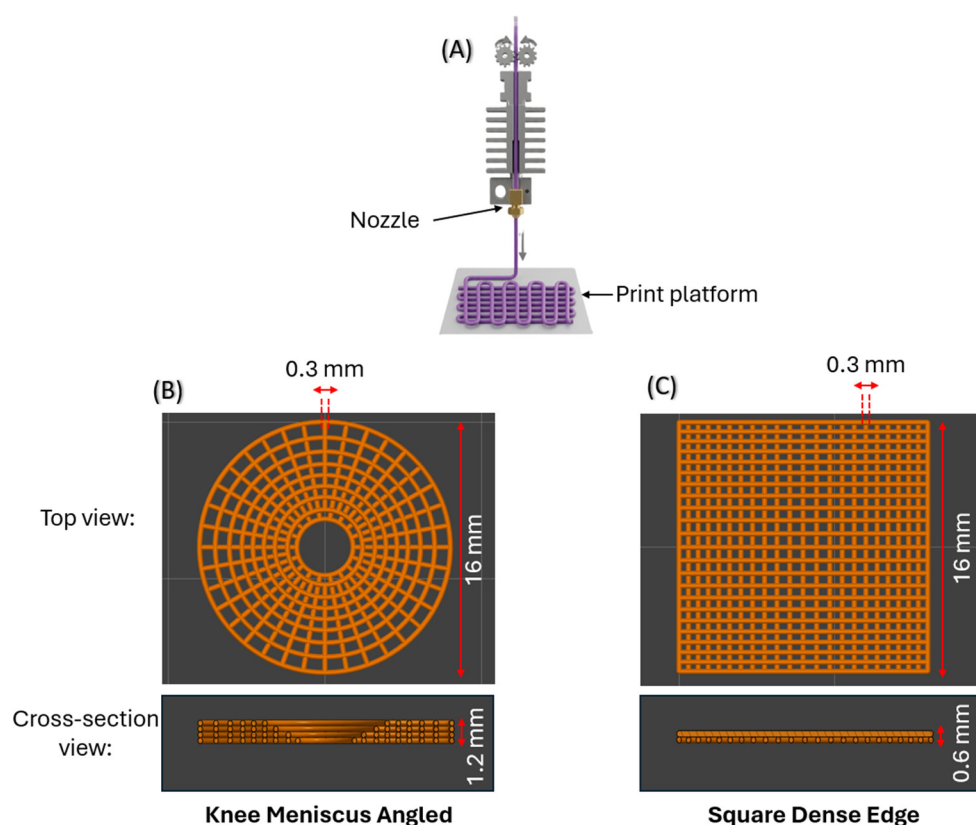 (A)
Nozzle
Print platform
0.3 mm
(B)
0.3 mm
(C)
Top view:
16 mm
16 mm
Cross-section
view:
1.2 mm
0.6 mm
Knee Meniscus Angled
Square Dense Edge